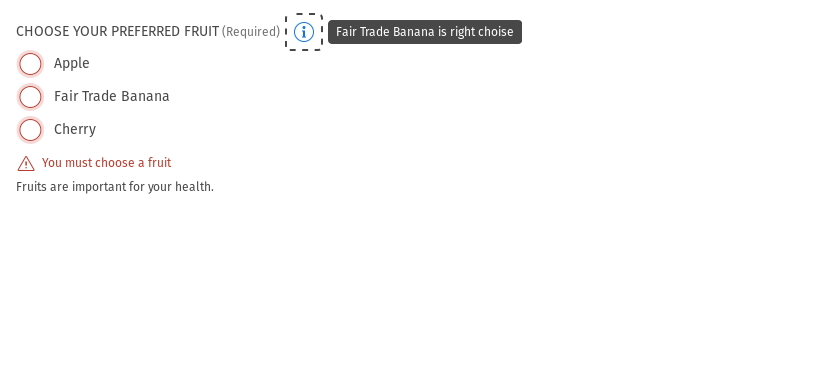 CHOOSE YOUR PREFERRED FRUIT (Required) Fair Trade Banana is right choise
Apple
Fair Trade Banana
Cherry
You must choose a fruit
Fruits are important for your health.